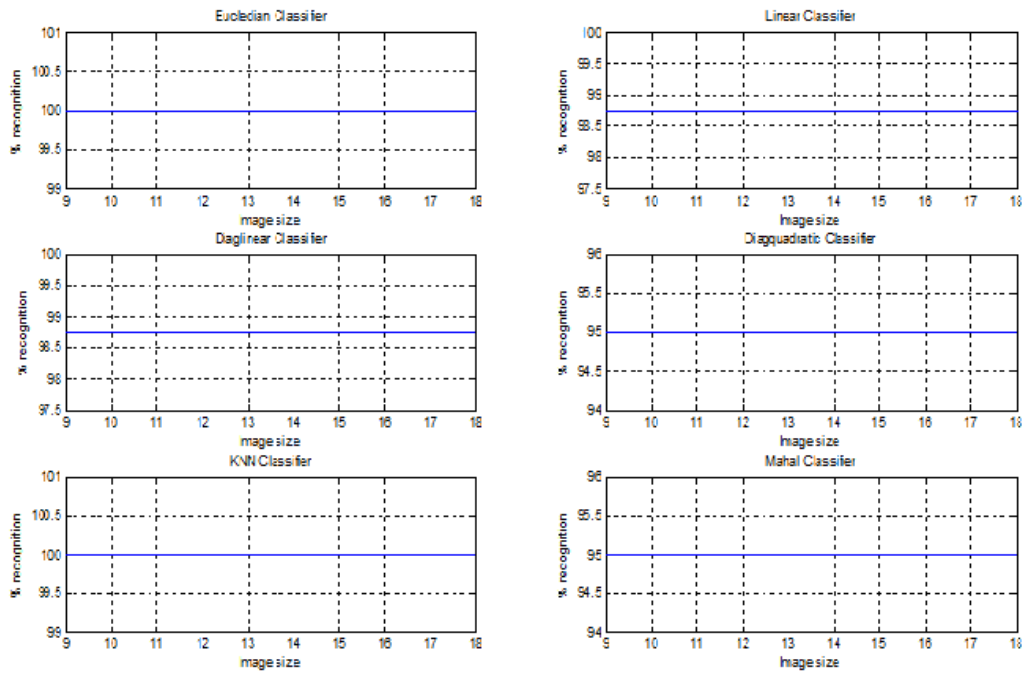 Eucledian Classifier
101
100.5
100
99.5
99
% recognition
9 10 11 12 13 14 15 16 17 18
Image size
Linear Classifier
100
99.5
99
98.5
98
97.5
% recognition
9 10 11 12 13 14 15 16 17 18
Image size
Diaglinear Classifier
100
99.5
99
98.5
98
97.5
% recognition
9 10 11 12 13 14 15 16 17 18
Image size
Diagquadratic Classifier
96
95.5
95
94.5
94
% recognition
9 10 11 12 13 14 15 16 17 18
Image size
KNN Classifier
101
100.5
100
99.5
99
% recognition
9 10 11 12 13 14 15 16 17 18
Image size
Mahal Classifier
96
95.5
95
94.5
94
% recognition
9 10 11 12 13 14 15 16 17 18
Image size